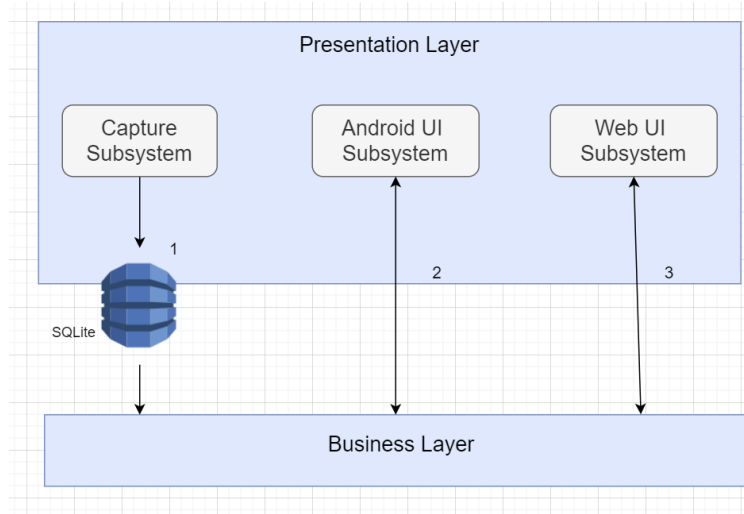 Presentation Layer
Capture
Subsystem
Android UI
Subsystem
Web UI
Subsystem
1
2
3
SQLite
Business Layer